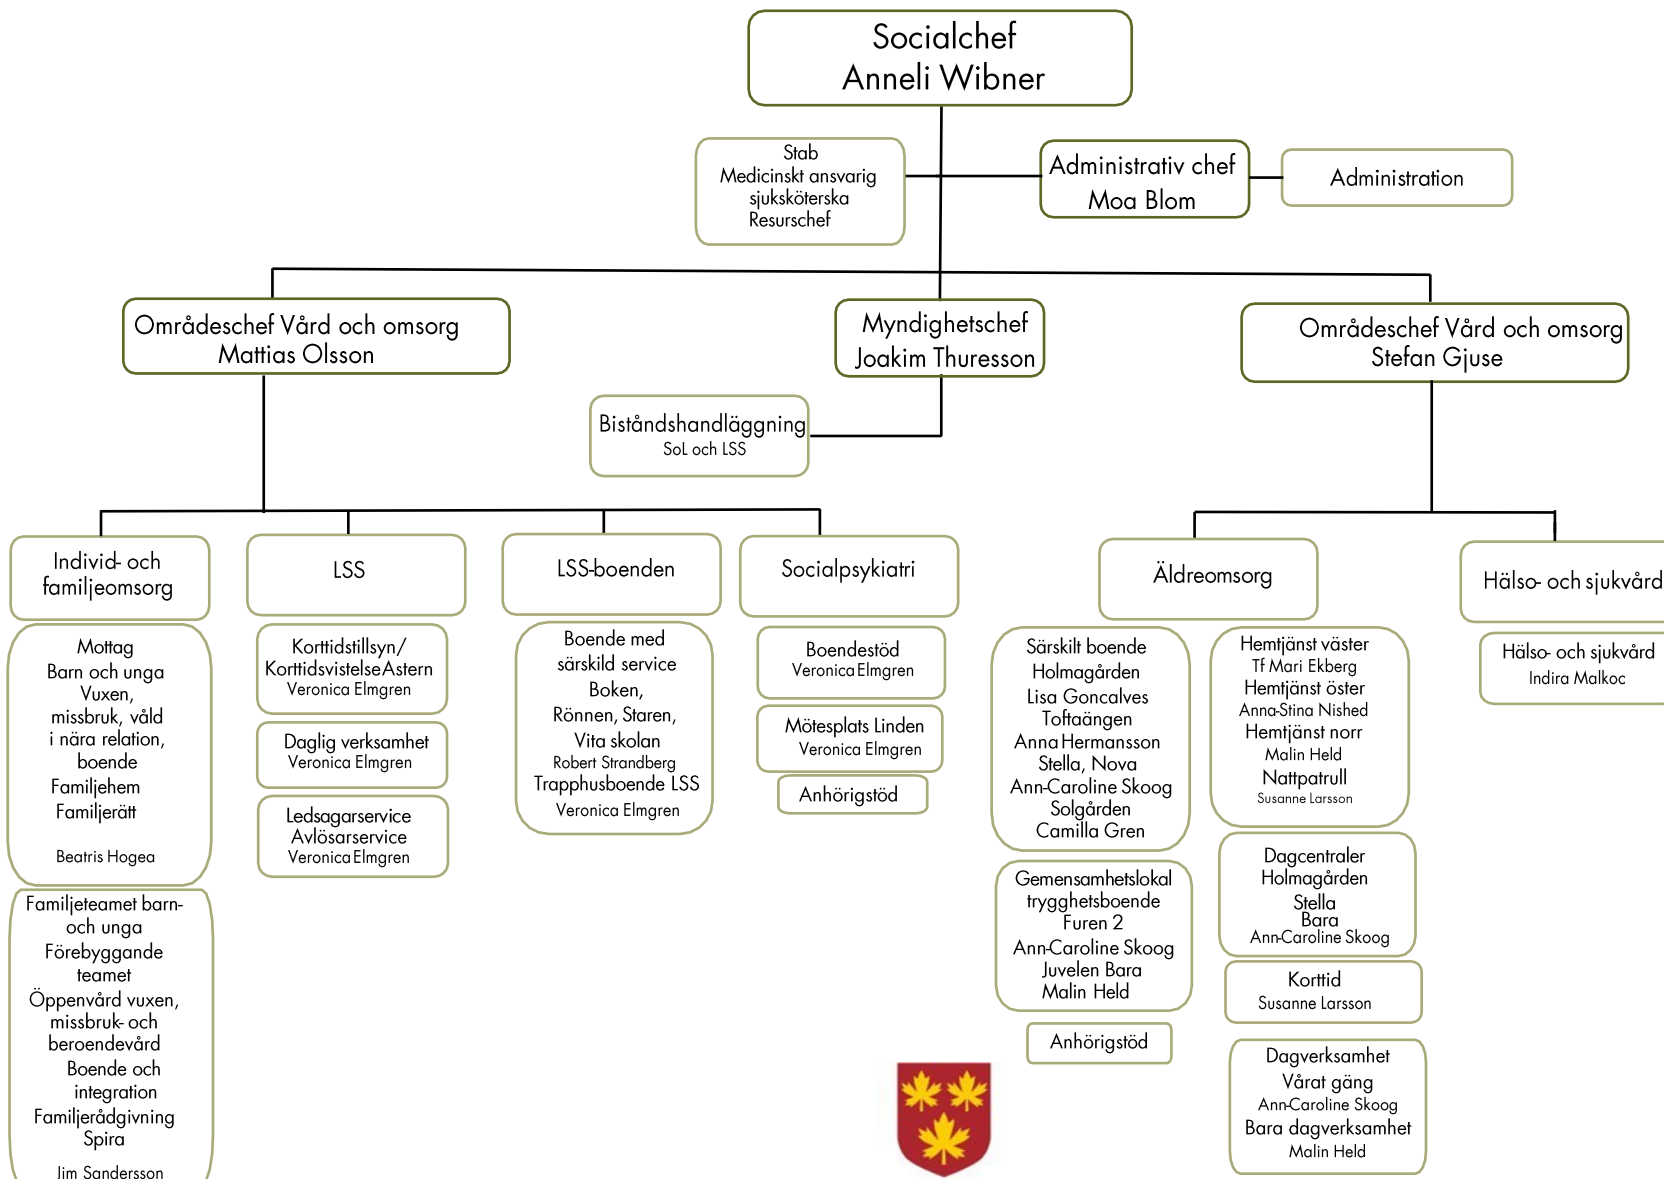 Socialchef
Anneli Wibner
Stab
Medicinskt ansvarig
sjuksköterska
Resurschef
Administrativ chef
Moa Blom
Administration
Områdeschef Vård och omsorg
Mattias Olsson
Myndighetschef
Joakim Thuresson
Områdeschef Vård och omsorg
Stefan Gjuse
Biståndshandläggning
SoL och LSS
Individ- och
familjeomsorg
LSS
LSS-boenden
Socialpsykiatri
Äldreomsorg
Hälso- och sjukvård
Mottag
Barn och unga
Vuxen,
missbruk, våld
i nära relation,
boende
Familjehem
Familjerätt
Beatris Hogea
Familjeteamet barn-
och unga
Förebyggande
teamet
Öppenvård vuxen,
missbruk- och
beroendevård
Boende och
integration
Familjerådgivning
Spira
Jim Sandersson
Korttidstillsyn/
KorttidsvistelseAstern
Veronica Elmgren
Daglig verksamhet
Veronica Elmgren
Ledsagarservice
Avlösarservice
Veronica Elmgren
Boende med
särskild service
Boken,
Rönnen, Staren,
Vita skolan
Robert Strandberg
Trapphusboende LSS
Veronica Elmgren
Boendestöd
Veronica Elmgren
Mötesplats Linden
Veronica Elmgren
Anhörigstöd
Särskilt boende
Holmagården
Lisa Goncalves
Toftaängen
Anna Hermansson
Stella, Nova
Ann-Caroline Skoog
Solgården
Camilla Gren
Gemensamhetslokal
trygghetsboende
Furen 2
Ann-Caroline Skoog
Juvelen Bara
Malin Held
Anhörigstöd
Hemtjänst väster
Tf Mari Ekberg
Hemtjänst öster
Anna-Stina Nished
Hemtjänst norr
Malin Held
Nattpatrull
Susanne Larsson
Dagcentraler
Holmagården
Stella
Bara
Ann-Caroline Skoog
Korttid
Susanne Larsson
Dagverksamhet
Vårat gäng
Ann-Caroline Skoog
Bara dagverksamhet
Malin Held
Hälso- och sjukvård
Indira Malkoc